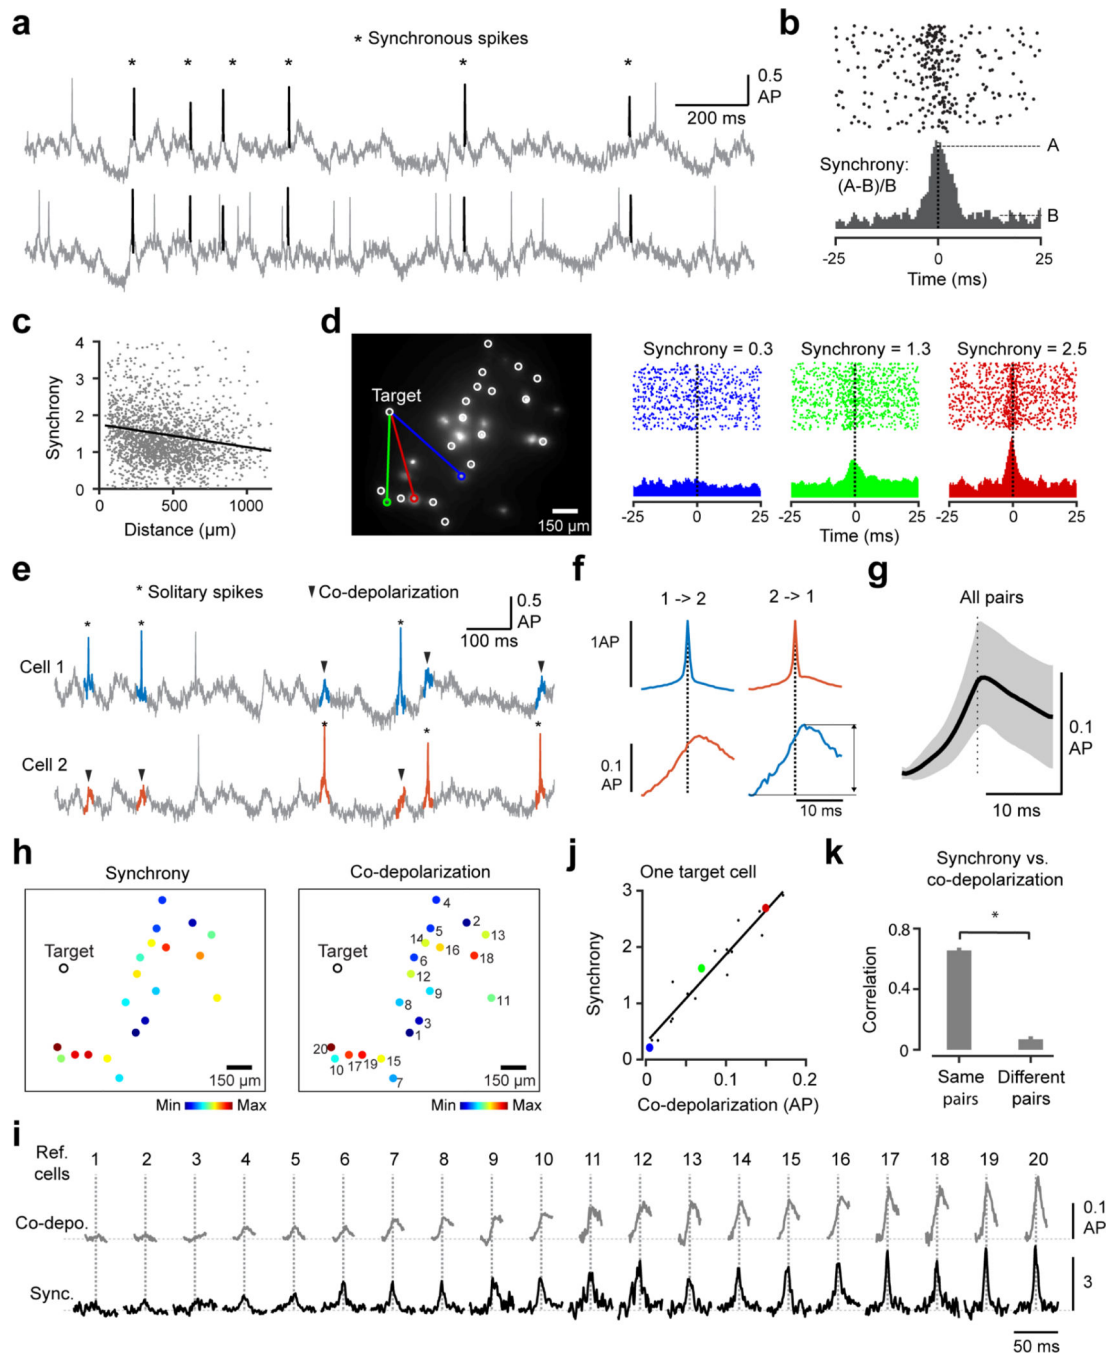 a
* Synchronous spikes
* * * * * *
0.5
AP
200 ms
b
A
Synchrony:
(A-B)/B
B
-25 0 25
Time (ms)
c
Synchrony
4
3
2
1
0
0 500 1000
Distance (µm)
d
Target
150 µm
Synchrony = 0.3
Synchrony = 1.3
Synchrony = 2.5
-25 0 25
-25 0 25
-25 0 25
Time (ms)
e
* Solitary spikes
Co-depolarization
0.5
AP
100 ms
Cell 1
* * *
Cell 2
* * *
f
1 -> 2
2 -> 1
1AP
0.1
AP
10 ms
g
All pairs
0.1
AP
10 ms
h
Synchrony
Target
150 µm
Min Max
Co-depolarization
Target
4
2
5
13
14
16
6
18
12
9
8
11
3
1
20
10 17 19 15
7
150 µm
Min Max
j
One target cell
Synchrony
3
2
1
0
0 0.1 0.2
Co-depolarization (AP)
k
Synchrony vs.
co-depolarization
*
Correlation
0.8
0.4
0
Same
pairs
Different
pairs
i
Ref.
cells
1 2 3 4 5 6 7 8 9 10 11 12 13 14 15 16 17 18 19 20
Co-depo.
0.1
AP
Sync.
3
50 ms